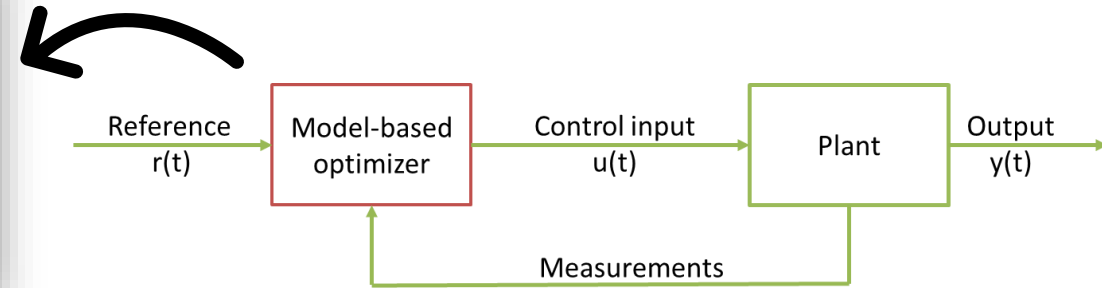 Reference
r(t)
Model-based
optimizer
Control input
u(t)
Plant
Output
y(t)
Measurements